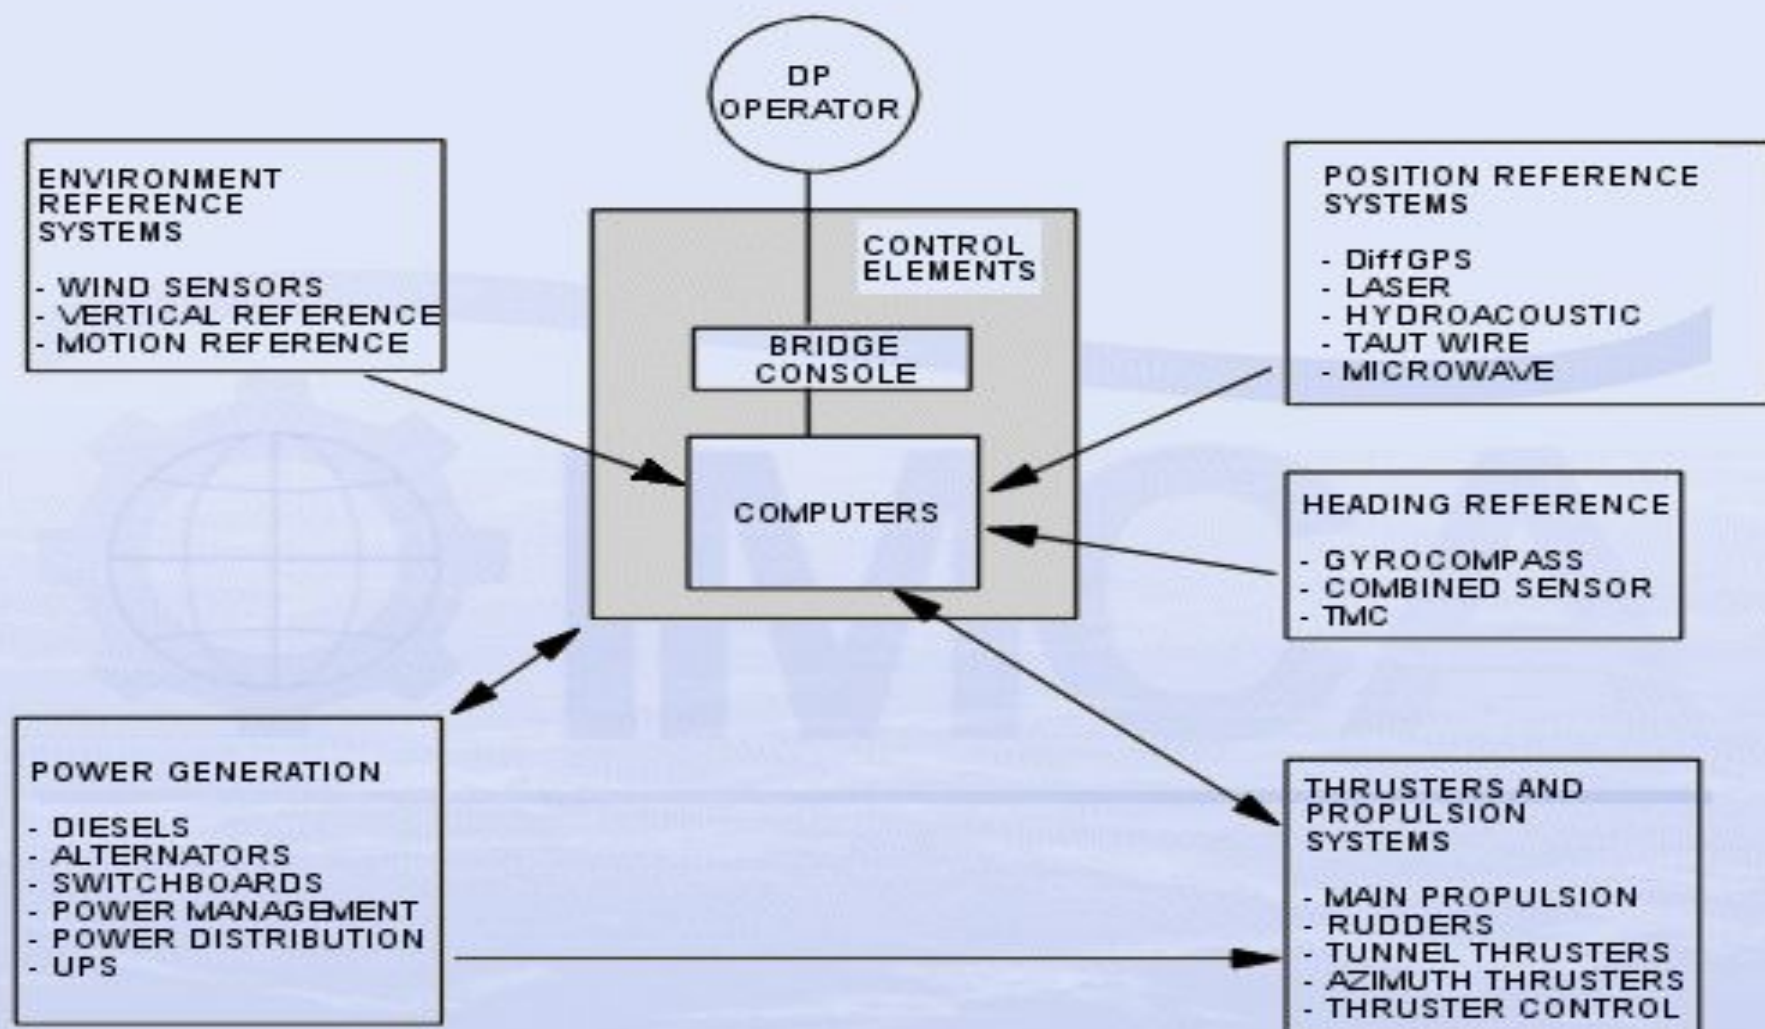 DP
OPERATOR
ENVIRONMENT
REFERENCE
SYSTEMS
- WIND SENSORS
- VERTICAL REFERENCE
- MOTION REFERENCE
CONTROL
ELEMENTS
BRIDGE
CONSOLE
COMPUTERS
POSITION REFERENCE
SYSTEMS
- DiffGPS
- LASER
- HYDROACOUSTIC
- TAUT WIRE
- MICROWAVE
HEADING REFERENCE
- GYROCOMPASS
- COMBINED SENSOR
- TMC
POWER GENERATION
- DIESELS
- ALTERNATORS
- SWITCHBOARDS
- POWER MANAGEMENT
- POWER DISTRIBUTION
- UPS
THRUSTERS AND
PROPULSION
SYSTEMS
- MAIN PROPULSION
- RUDDERS
- TUNNEL THRUSTERS
- AZIMUTH THRUSTERS
- THRUSTER CONTROL
IMCA